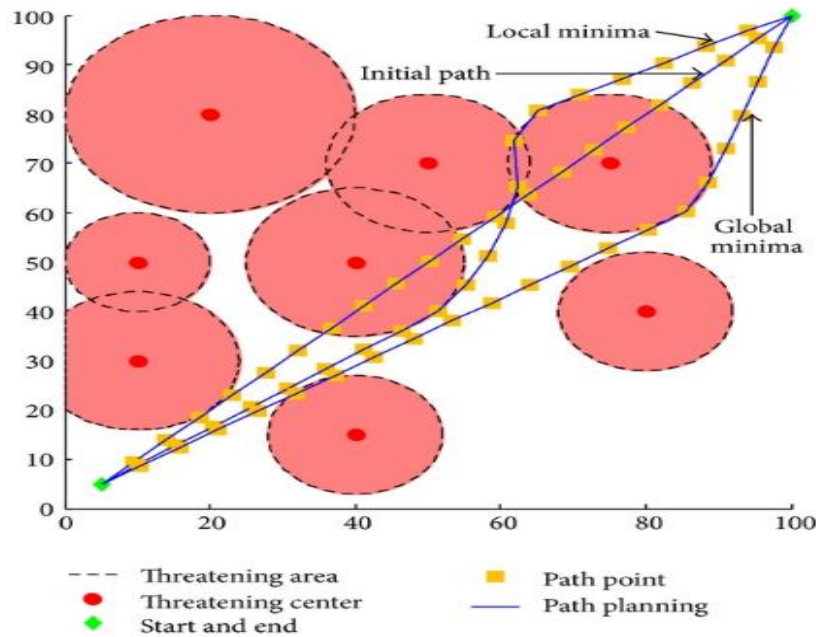 100
90
80
70
60
50
40
30
20
10
0
Local minima
Initial path
Global
minima
0 20 40 60 80 100
Threatening area
Threatening center
Start and end
Path point
Path planning